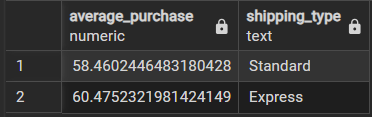 average_purchase shipping_type
numeric text
1 58.4602446483180428 Standard
2 60.4752321981424149 Express